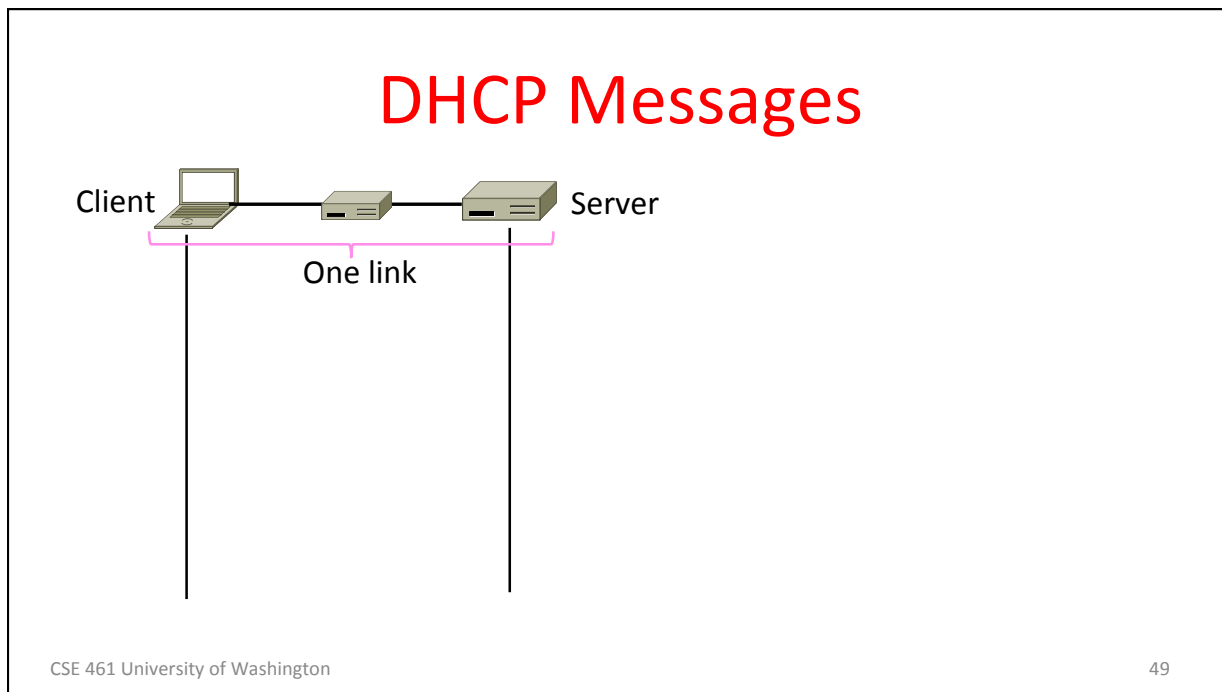 DHCP Messages
Client
Server
One link
CSE 461 University of Washington
49